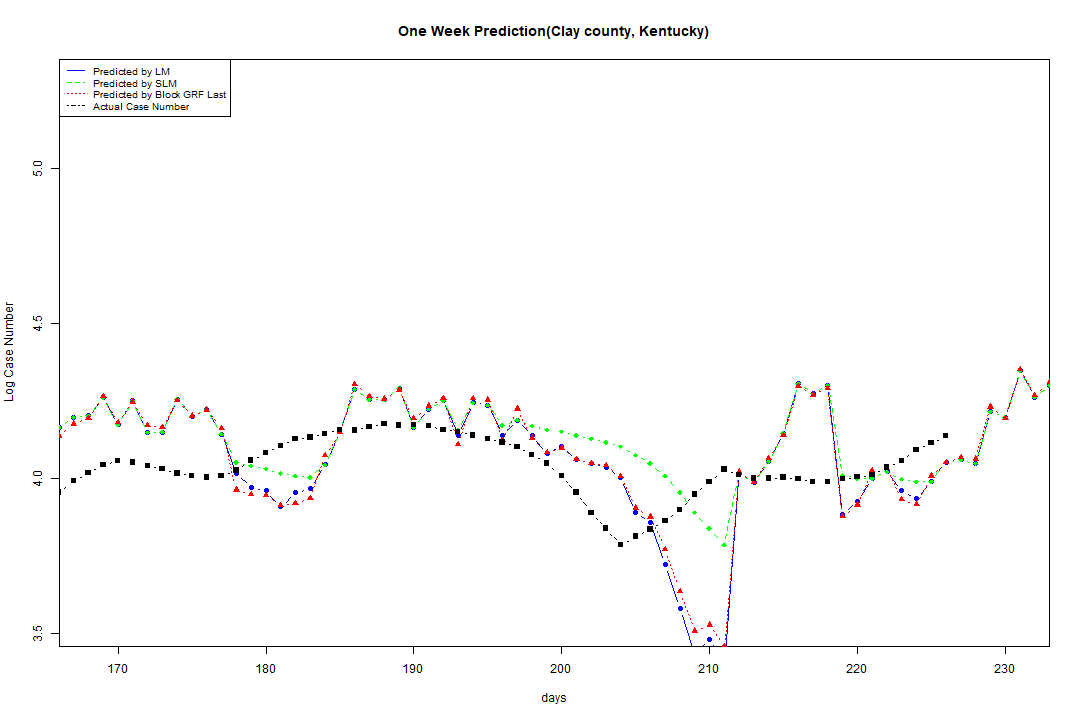 One Week Prediction(Clay county, Kentucky)
Predicted by LM
Predicted by SLM
Predicted by Block GRF Last
Actual Case Number
5.0
4.5
4.0
3.5
Log Case Number
170 180 190 200 210 220 230
days